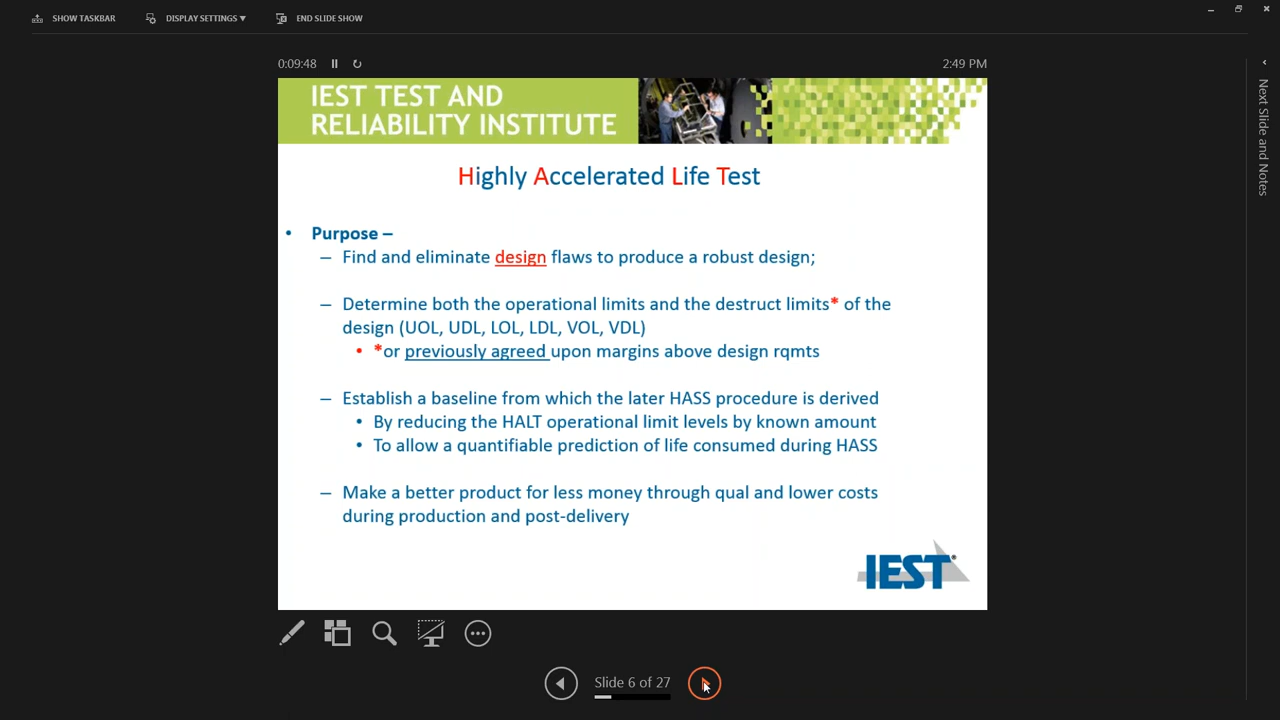 SHOW TASKBAR
DISPLAY SETTINGS ▾
END SLIDE SHOW
0:09:48
2:49 PM
Next Slide and Notes
IEST TEST AND
RELIABILITY INSTITUTE
Highly Accelerated Life Test
• Purpose –
– Find and eliminate design flaws to produce a robust design;
– Determine both the operational limits and the destruct limits* of the
design (UOL, UDL, LOL, LDL, VOL, VDL)
• *or previously agreed upon margins above design rqmts
– Establish a baseline from which the later HASS procedure is derived
• By reducing the HALT operational limit levels by known amount
• To allow a quantifiable prediction of life consumed during HASS
– Make a better product for less money through qual and lower costs
during production and post-delivery
IEST®
Slide 6 of 27